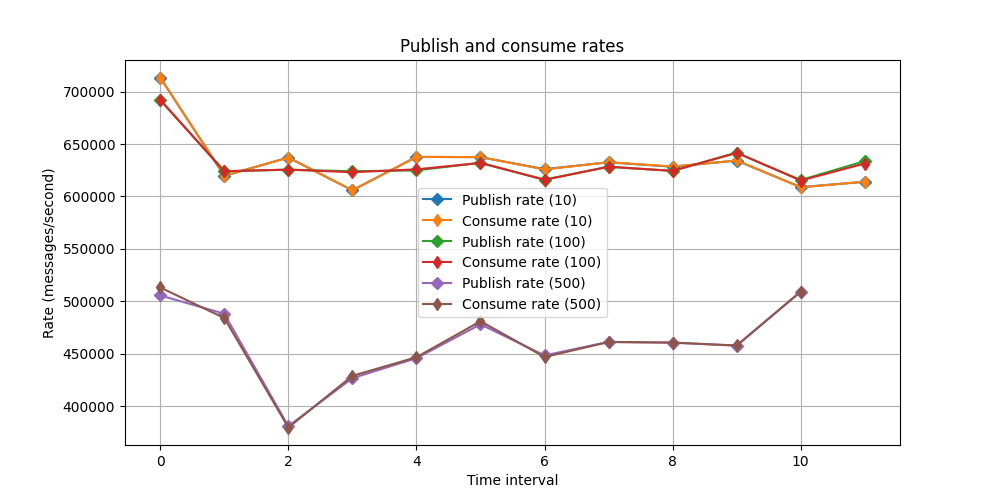 Publish and consume rates
700000
650000
600000
550000
500000
450000
400000
Rate (messages/second)
Publish rate (10)
Consume rate (10)
Publish rate (100)
Consume rate (100)
Publish rate (500)
Consume rate (500)
0 2 4 6 8 10
Time interval